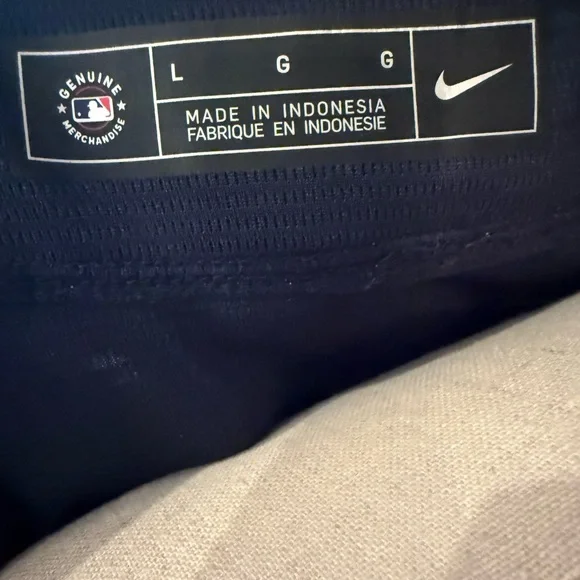 GENUINE
MERCHANDISE
L G G
MADE IN INDONESIA
FABRIQUE EN INDONESIE